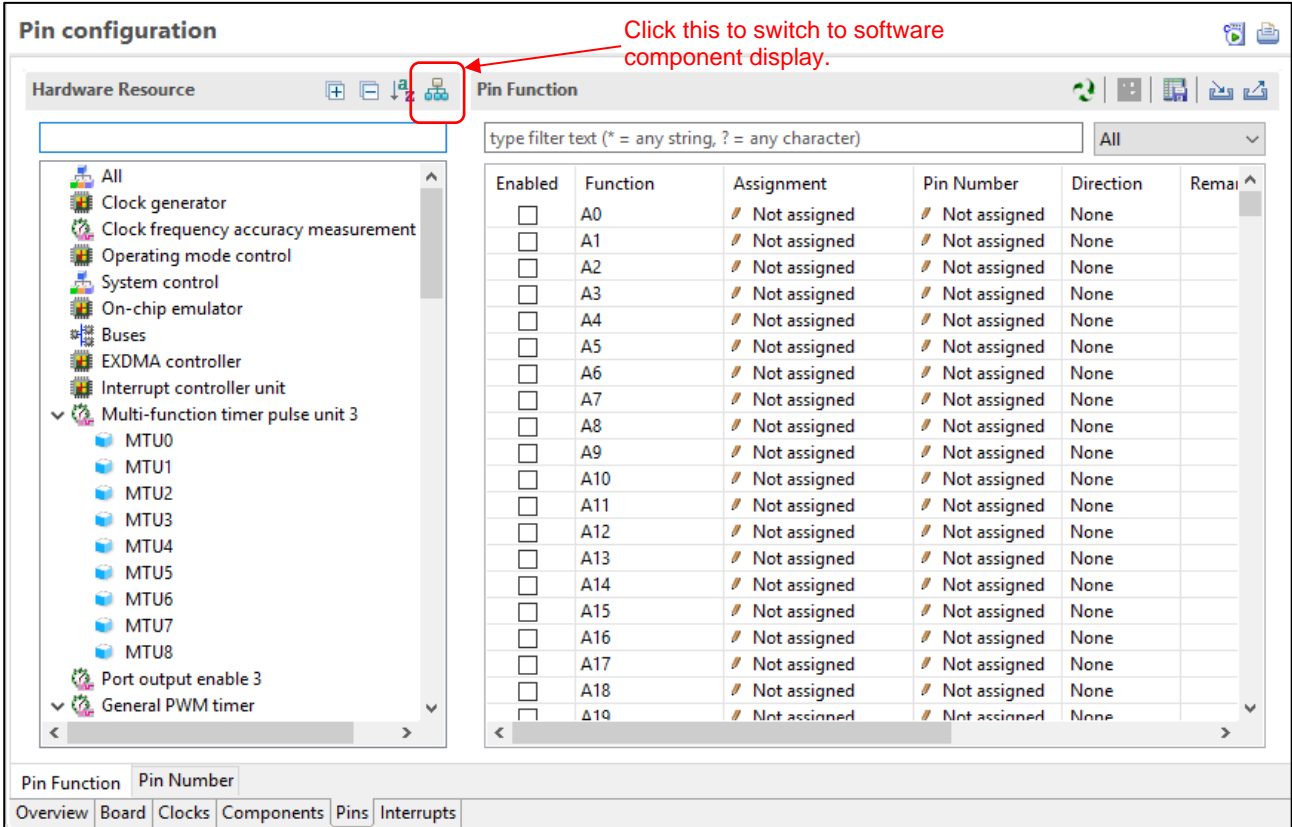 Pin configuration
Click this to switch to software
component display.
Hardware Resource
Pin Function
type filter text (* = any string, ? = any character)
All
All
Clock generator
Clock frequency accuracy measurement
Operating mode control
System control
On-chip emulator
Buses
EXDMA controller
Interrupt controller unit
Multi-function timer pulse unit 3
MTU0
MTU1
MTU2
MTU3
MTU4
MTU5
MTU6
MTU7
MTU8
Port output enable 3
General PWM timer
Enabled Function Assignment Pin Number Direction
A0 Not assigned Not assigned None
A1 Not assigned Not assigned None
A2 Not assigned Not assigned None
A3 Not assigned Not assigned None
A4 Not assigned Not assigned None
A5 Not assigned Not assigned None
A6 Not assigned Not assigned None
A7 Not assigned Not assigned None
A8 Not assigned Not assigned None
A9 Not assigned Not assigned None
A10 Not assigned Not assigned None
A11 Not assigned Not assigned None
A12 Not assigned Not assigned None
A13 Not assigned Not assigned None
A14 Not assigned Not assigned None
A15 Not assigned Not assigned None
A16 Not assigned Not assigned None
A17 Not assigned Not assigned None
A18 Not assigned Not assigned None
A19 Not assigned Not assigned None
Pin Function Pin Number
Overview Board Clocks Components Pins Interrupts